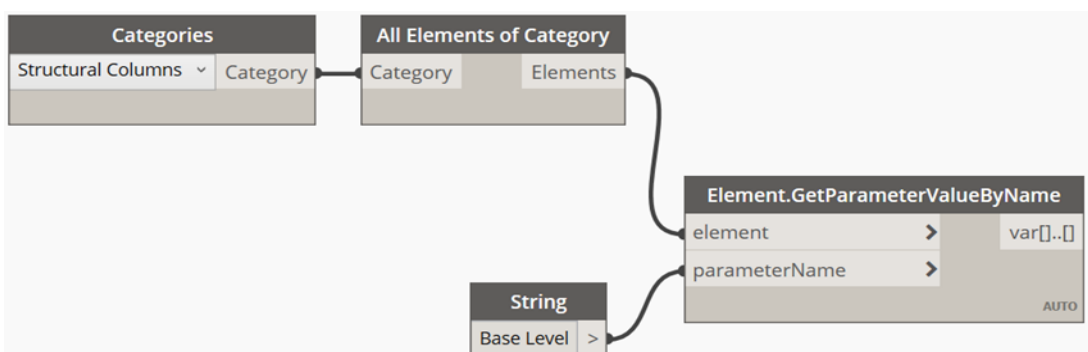 Categories
Structural Columns Category
All Elements of Category
Category Elements
Element.GetParameterValueByName
element > var[]..[]
parameterName >
AUTO
String
Base Level >